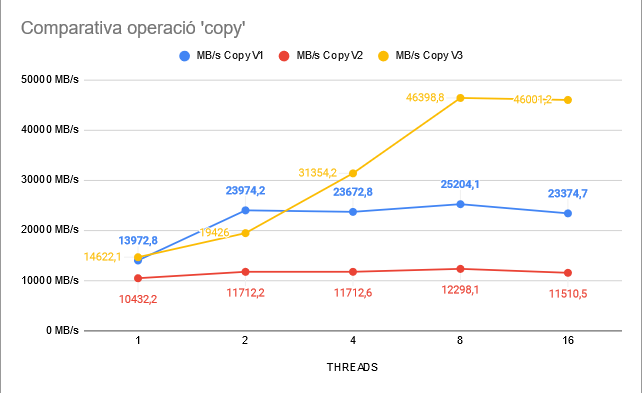 Comparativa operació 'copy'
MB/s Copy V1 MB/s Copy V2 MB/s Copy V3
50000 MB/s
40000 MB/s
30000 MB/s
20000 MB/s
10000 MB/s
0 MB/s
13972,8 23974,2 23672,8 25204,1 23374,7
14622,1 19426 31354,2 46398,8 46001,2
10432,2 11712,2 11712,6 12298,1 11510,5
1 2 4 8 16
THREADS